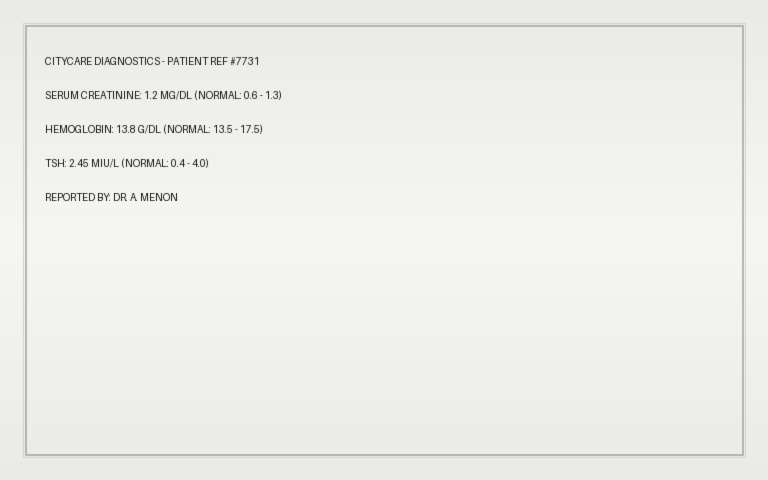 CITYCARE DIAGNOSTICS - PATIENT REF #7731
SERUM CREATININE: 1.2 MG/DL (NORMAL: 0.6 - 1.3)
HEMOGLOBIN: 13.8 G/DL (NORMAL: 13.5 - 17.5)
TSH: 2.45 MIU/L (NORMAL: 0.4 - 4.0)
REPORTED BY: DR. A. MENON